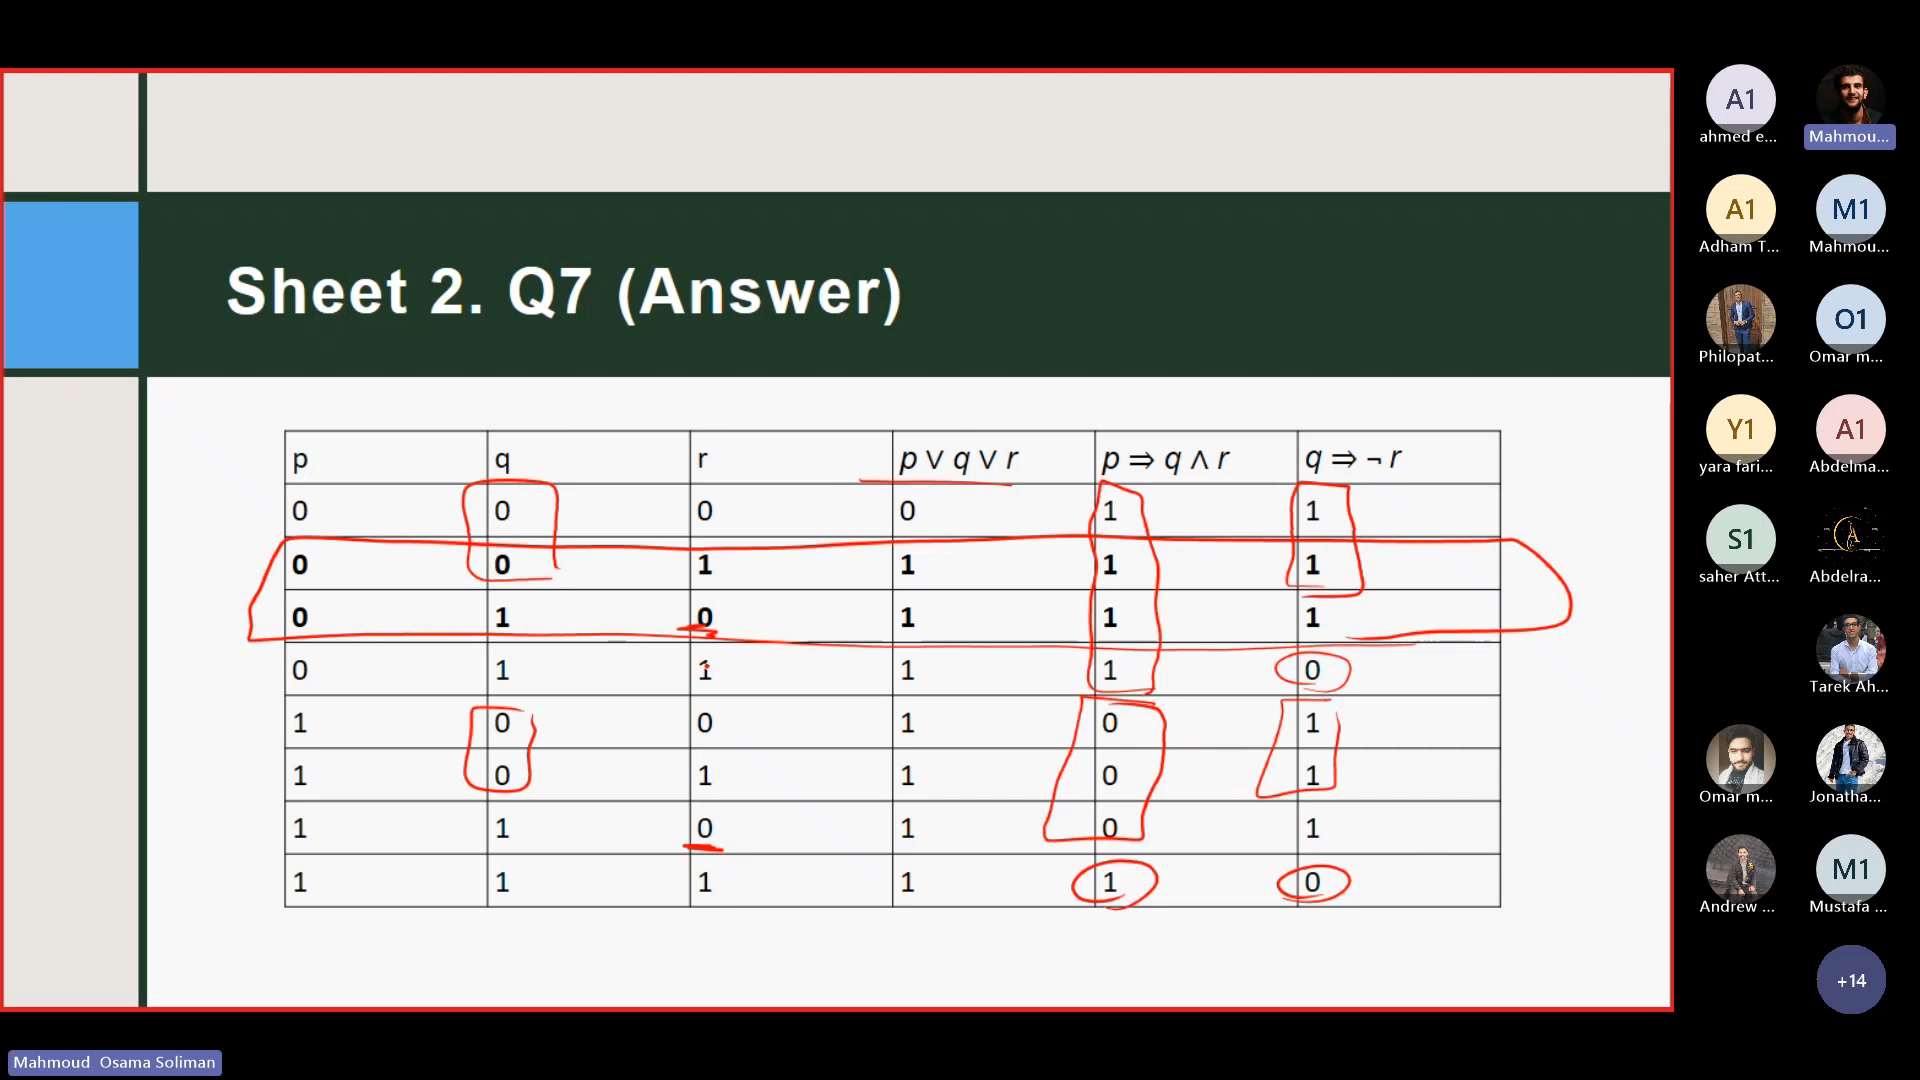 Sheet 2. Q7 (Answer)
p q r p ∨ q ∨ r p ⇒ q ∧ r q ⇒ ¬ r
0 0 0 0 1 1
0 0 1 1 1 1
0 1 0 1 1 1
0 1 1 1 1 0
1 0 0 1 0 1
1 0 1 1 0 1
1 1 0 1 0 1
1 1 1 1 1 0
A1
ahmed e...
Mahmou...
A1
Adham T...
M1
Mahmou...
Philopat...
O1
Omar m...
Y1
yara fari...
A1
Abdelma...
S1
saher Att...
A
Abdelra...
Tarek Ah...
Omar m...
Jonatha...
Andrew ...
M1
Mustafa ...
+14
Mahmoud Osama Soliman